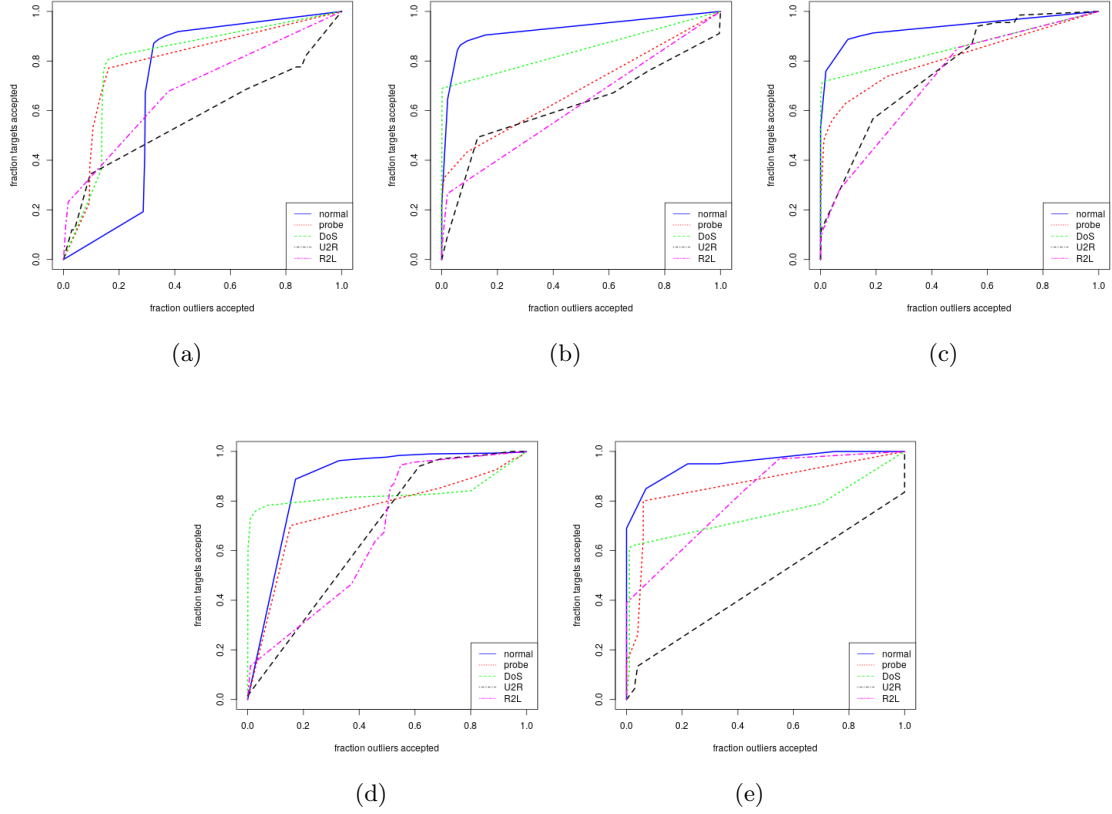 fraction targets accepted
1.0
0.8
0.6
0.4
0.2
0.0
normal
probe
DoS
U2R
R2L
0.0 0.2 0.4 0.6 0.8 1.0
fraction outliers accepted
(a)
fraction targets accepted
1.0
0.8
0.6
0.4
0.2
0.0
normal
probe
DoS
U2R
R2L
0.0 0.2 0.4 0.6 0.8 1.0
fraction outliers accepted
(b)
fraction targets accepted
1.0
0.8
0.6
0.4
0.2
0.0
normal
probe
DoS
U2R
R2L
0.0 0.2 0.4 0.6 0.8 1.0
fraction outliers accepted
(c)
fraction targets accepted
1.0
0.8
0.6
0.4
0.2
0.0
normal
probe
DoS
U2R
R2L
0.0 0.2 0.4 0.6 0.8 1.0
fraction outliers accepted
(d)
fraction targets accepted
1.0
0.8
0.6
0.4
0.2
0.0
normal
probe
DoS
U2R
R2L
0.0 0.2 0.4 0.6 0.8 1.0
fraction outliers accepted
(e)